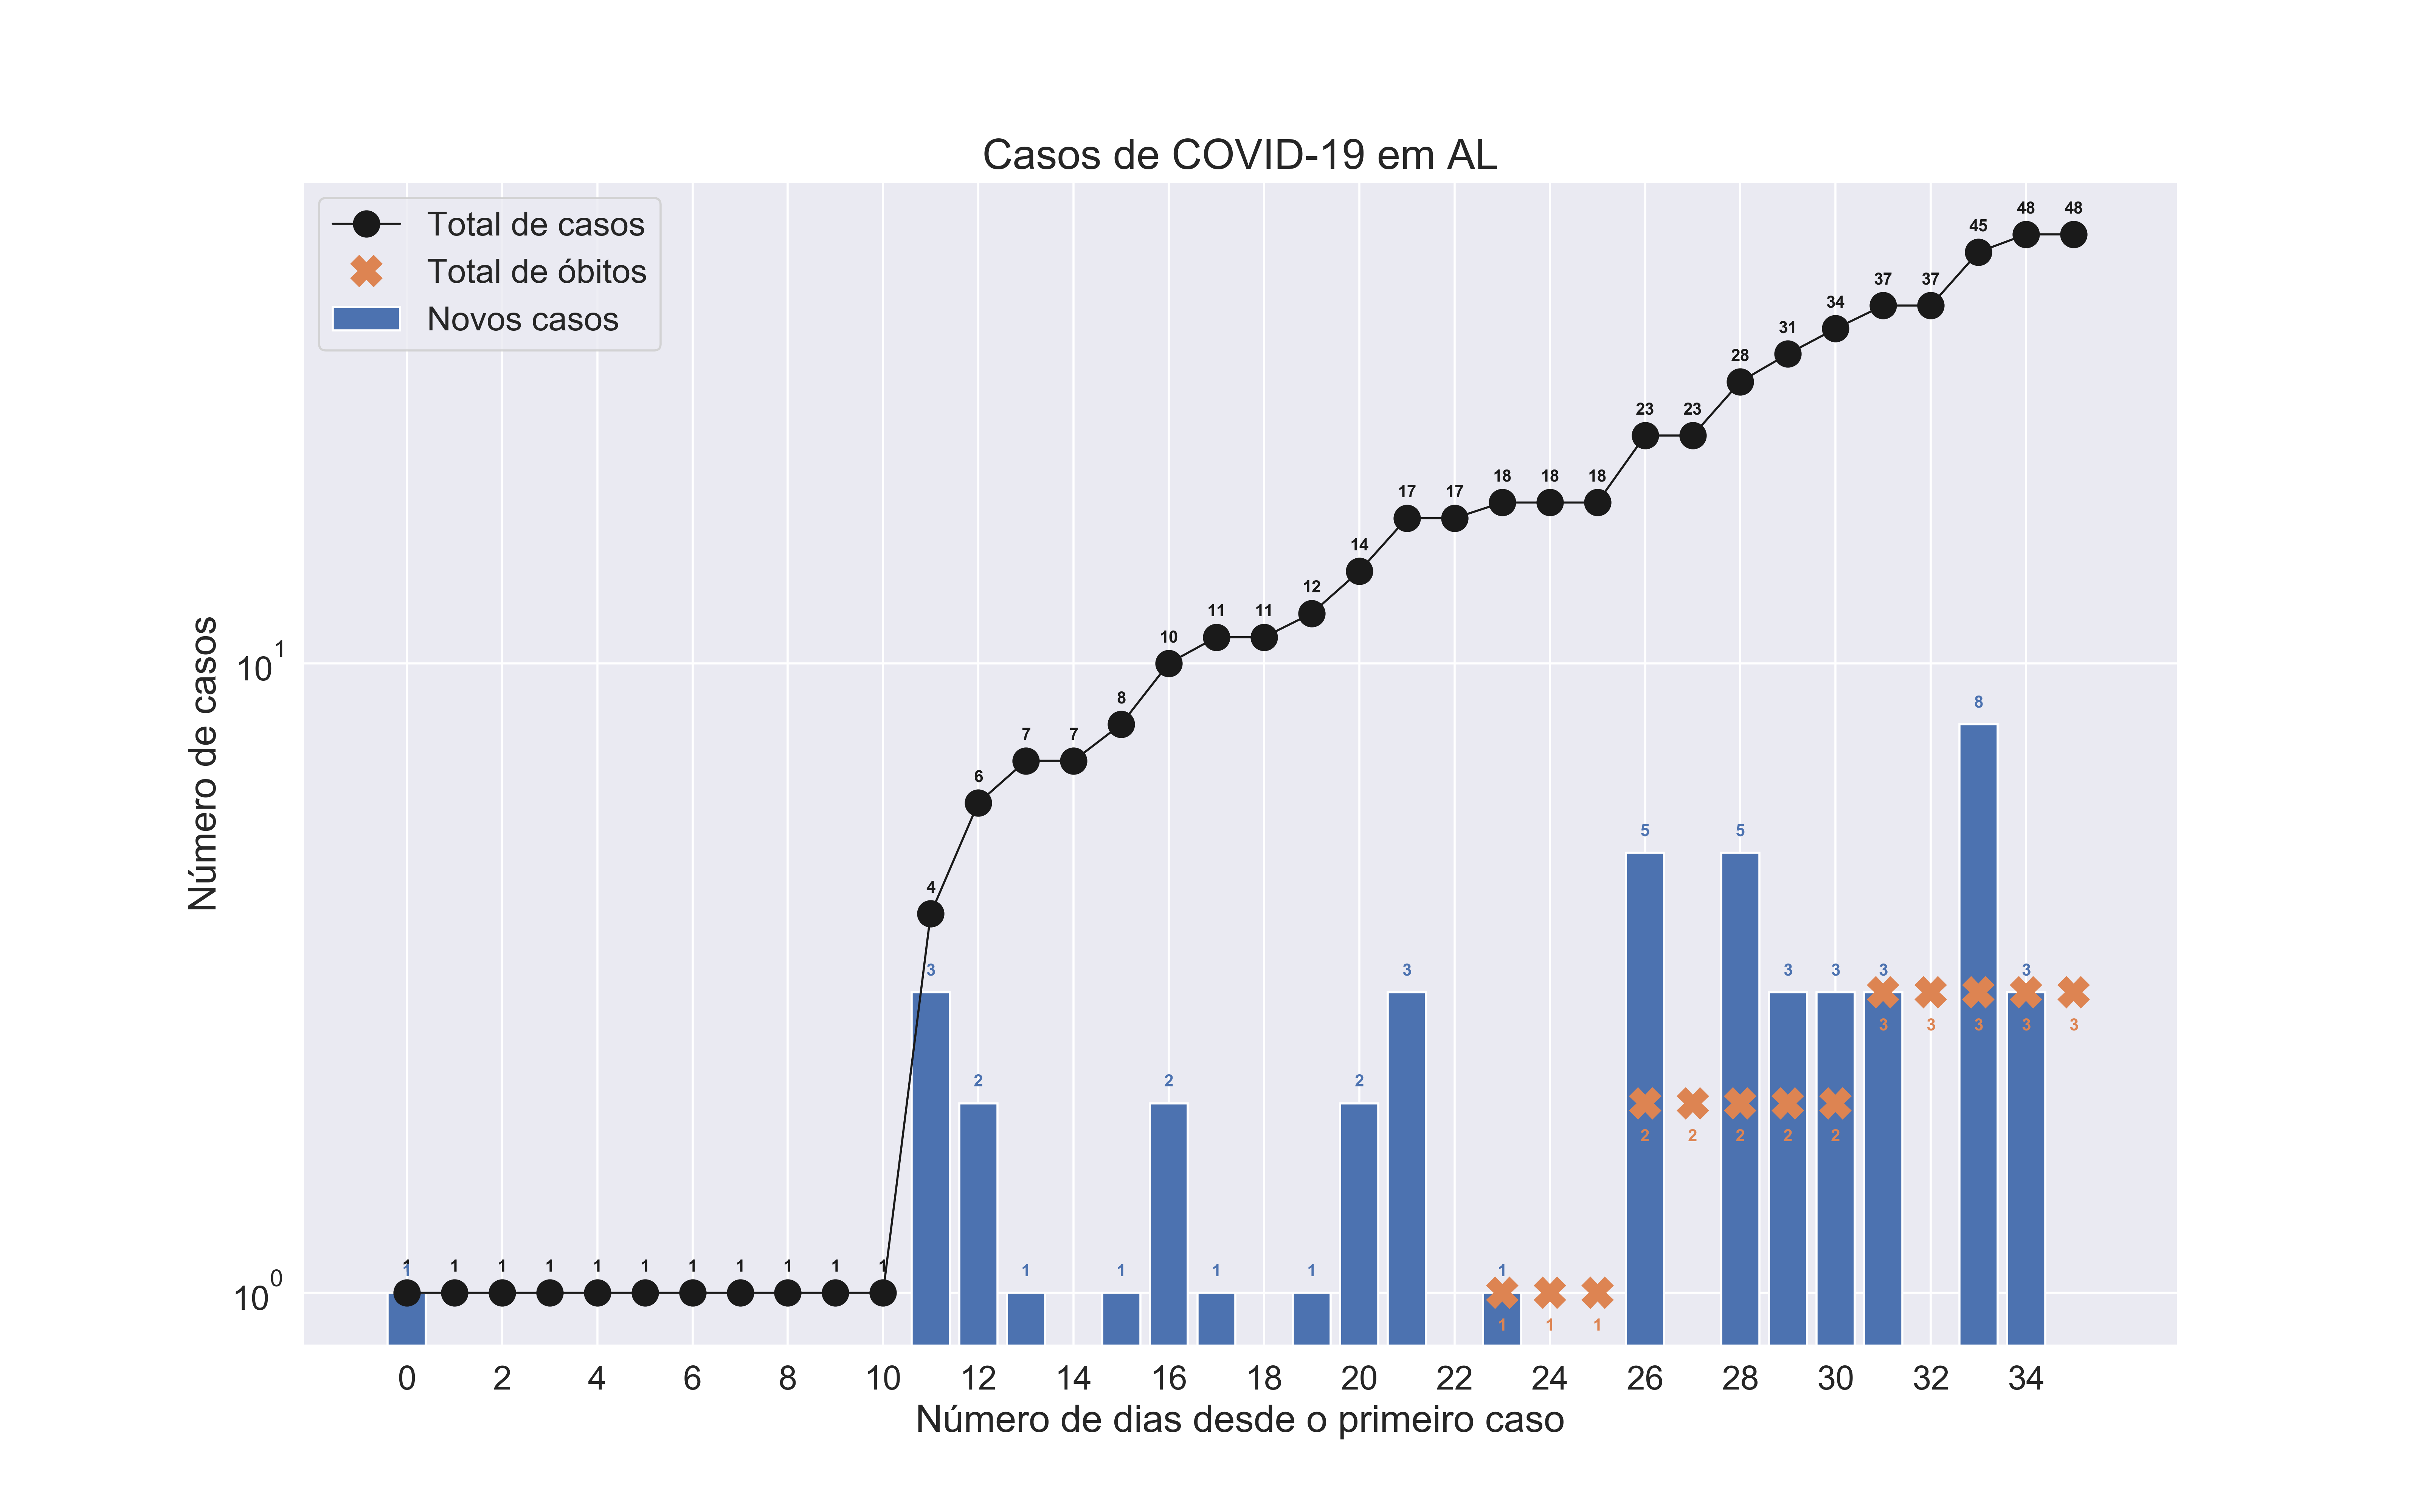 Casos de COVID-19 em AL
Total de casos
Total de óbitos
Novos casos
Número de casos
10^1
10^0
1 1 1 1 1 1 1 1 1 1 1 4 6 7 7 8 10 11 11 12 14 17 17 18 18 18 23 23 28 31 34 37 37 45 48 48
1 3 2 1 1 2 1 1 2 3 1 5 5 3 3 3 8 3
1 1 1 2 2 2 2 2 3 3 3 3 3
0 2 4 6 8 10 12 14 16 18 20 22 24 26 28 30 32 34
Número de dias desde o primeiro caso